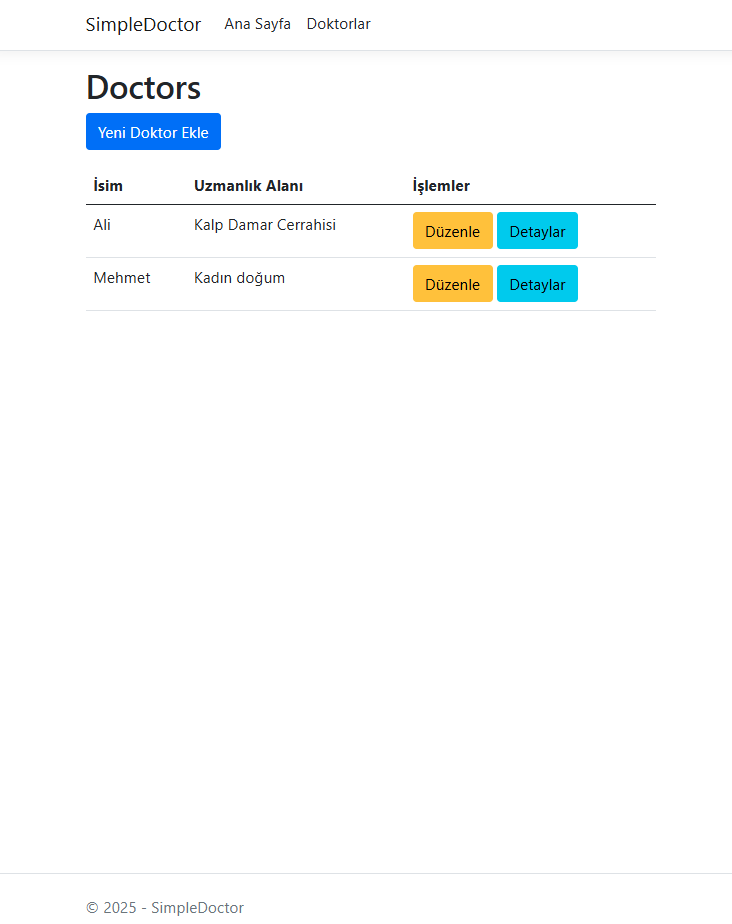 SimpleDoctor Ana Sayfa Doktorlar
Doctors
Yeni Doktor Ekle
İsim Uzmanlık Alanı İşlemler
Ali Kalp Damar Cerrahisi Düzenle Detaylar
Mehmet Kadın doğum Düzenle Detaylar
© 2025 - SimpleDoctor